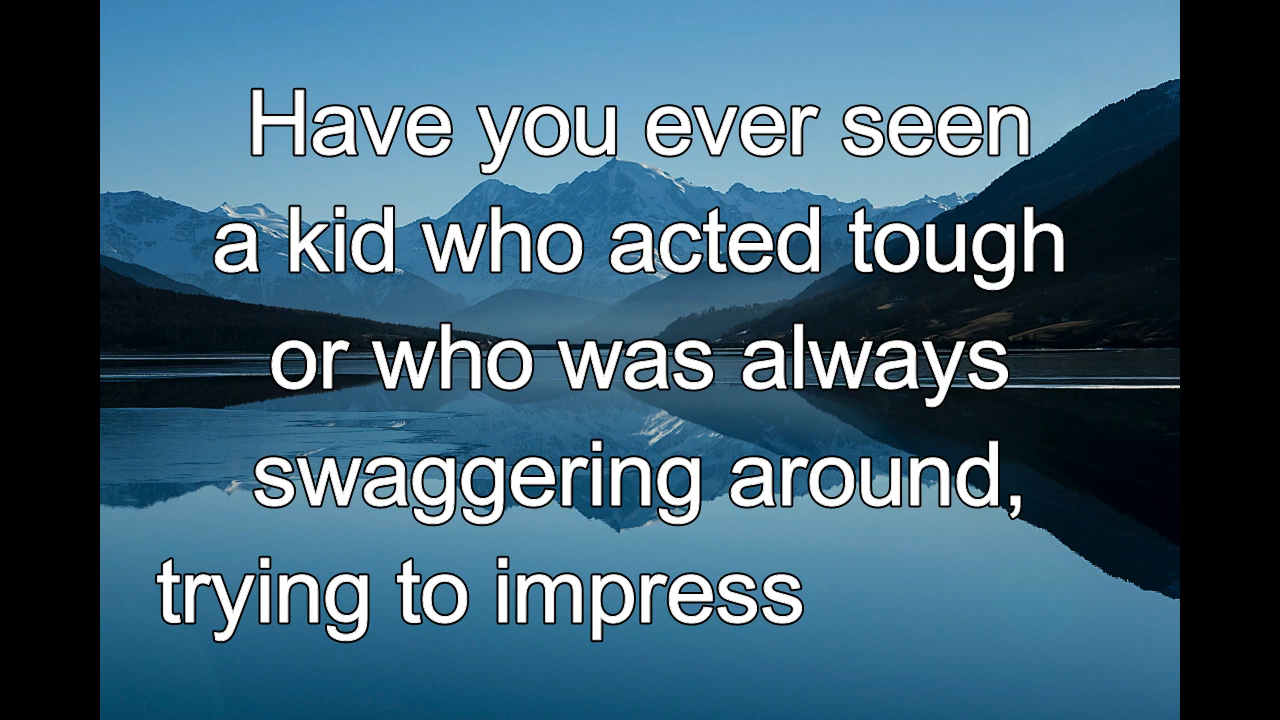 Have you ever seen
a kid who acted tough
or who was always
swaggering around,
trying to impress